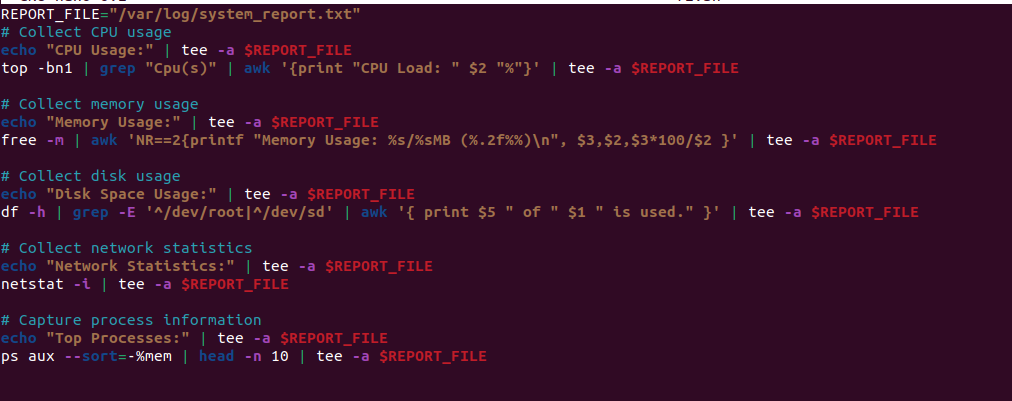 REPORT_FILE="/var/log/system_report.txt"
# Collect CPU usage
echo "CPU Usage:" | tee -a $REPORT_FILE
top -bn1 | grep "Cpu(s)" | awk '{print "CPU Load: " $2 "%"}' | tee -a $REPORT_FILE

# Collect memory usage
echo "Memory Usage:" | tee -a $REPORT_FILE
free -m | awk 'NR==2{printf "Memory Usage: %s/%sMB (%.2f%%)\n", $3,$2,$3*100/$2 }' | tee -a $REPORT_FILE

# Collect disk usage
echo "Disk Space Usage:" | tee -a $REPORT_FILE
df -h | grep -E '^/dev/root|^/dev/sd' | awk '{ print $5 " of " $1 " is used." }' | tee -a $REPORT_FILE

# Collect network statistics
echo "Network Statistics:" | tee -a $REPORT_FILE
netstat -i | tee -a $REPORT_FILE

# Capture process information
echo "Top Processes:" | tee -a $REPORT_FILE
ps aux --sort=-%mem | head -n 10 | tee -a $REPORT_FILE